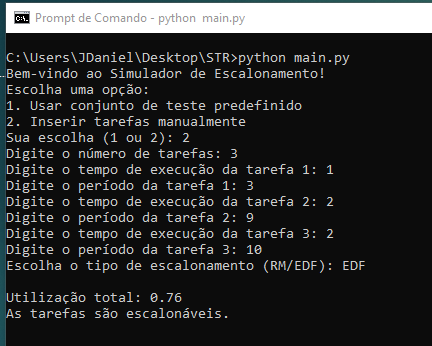 Prompt de Comando - python  main.py
C:\Users\JDaniel\Desktop\STR>python main.py
Bem-vindo ao Simulador de Escalonamento!
Escolha uma opção:
1. Usar conjunto de teste predefinido
2. Inserir tarefas manualmente
Sua escolha (1 ou 2): 2
Digite o número de tarefas: 3
Digite o tempo de execução da tarefa 1: 1
Digite o período da tarefa 1: 3
Digite o tempo de execução da tarefa 2: 2
Digite o período da tarefa 2: 9
Digite o tempo de execução da tarefa 3: 2
Digite o período da tarefa 3: 10
Escolha o tipo de escalonamento (RM/EDF): EDF
Utilização total: 0.76
As tarefas são escalonáveis.